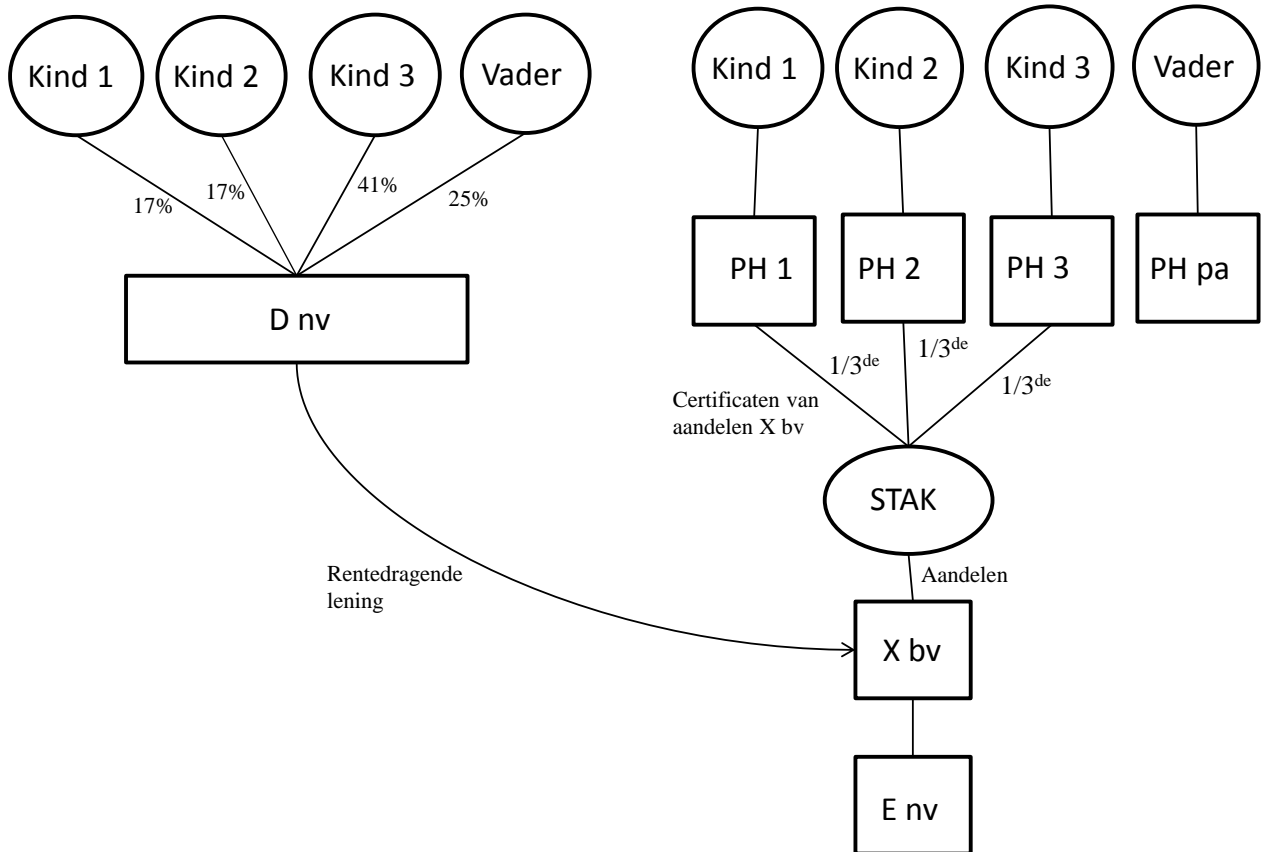 Kind 1
Kind 2
Kind 3
Vader
17%
17%
41%
25%
D nv
Rentedragende
lening
Kind 1
Kind 2
Kind 3
Vader
PH 1
PH 2
PH 3
PH pa
1/3de
1/3de
1/3de
Certificaten van
aandelen X bv
STAK
Aandelen
X bv
E nv